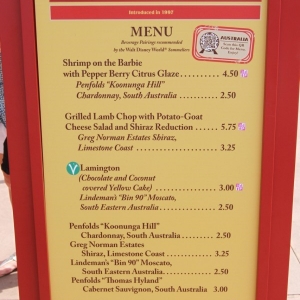 Introduced in 2007
MENU
Beverage Pairings recommended
by the Walt Disney World® Sommeliers
AUSTRALIA
Shrimp on the Barbie
with Pepper Berry Citrus Glaze.......... 4.50
Penfolds "Koonunga Hill"
Chardonnay, South Australia ........... 2.50
Grilled Lamb Chop with Potato-Goat
Cheese Salad and Shiraz Reduction ...... 5.75
Greg Norman Estates Shiraz,
Limestone Coast ...................... 3.25
Lamington
(Chocolate and Coconut
covered Yellow Cake) ................. 3.00
Lindeman's "Bin 90" Moscato,
South Eastern Australia............... 2.50
Penfolds "Koonunga Hill"
Chardonnay, South Australia ......... 2.50
Greg Norman Estates
Shiraz, Limestone Coast ............. 3.25
Lindeman's "Bin 90" Moscato,
South Eastern Australia.............. 2.50
Penfolds "Thomas Hyland"
Cabernet Sauvignon, South Australia 3.00